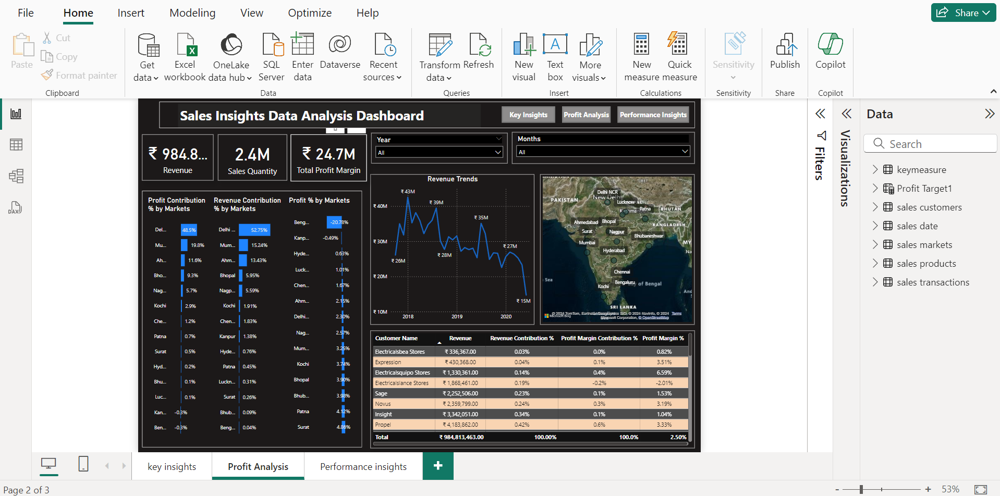 File
Home
Insert
Modeling
View
Optimize
Help
Share
Paste
Cut
Copy
Format painter
Clipboard
Get
data
Excel
workbook
OneLake
data hub
SQL
Server
Enter
data
Dataverse
Recent
sources
Data
Transform
data
Refresh
Queries
New
visual
A
Text
box
More
visuals
Insert
New
measure
Quick
measure
Calculations
Sensitivity
Sensitivity
Publish
Share
Copilot
Copilot
DAX
Sales Insights Data Analysis Dashboard
Key Insights
Profit Analysis
Performance Insights
₹ 984.8...
Revenue
2.4M
Sales Quantity
₹ 24.7M
Total Profit Margin
Year
All
Months
All
Profit Contribution
% by Markets
Del... 48.5%
Mu... 19.8%
Ah... 11.6%
Bho... 9.3%
Nag... 5.7%
Kochi 2.9%
Che... 1.2%
Patna 0.7%
Surat 0.5%
Hyd... 0.2%
Bhu... 0.1%
Luc... 0.1%
Kan... -0.3%
Ben... -0.3%
Revenue Contribution
% by Markets
Delhi ... 52.75%
Mum... 15.24%
Ahm... 13.43%
Bhopal 5.95%
Nagp... 5.59%
Kochi 1.91%
Chen... 1.83%
Kanpur 1.38%
Hyde... 0.76%
Patna 0.45%
Luckn... 0.31%
Surat 0.26%
Bhub... 0.09%
Beng... 0.04%
Profit % by Markets
Beng... -20.78%
Kanp... -0.49%
Hyde... 0.63%
Luck... 1.01%
Chen... 1.67%
Ahm... 2.15%
Delhi... 2.30%
Nag... 2.57%
Mum... 3.25%
Kochi 3.74%
Bhopal 3.90%
Bhub... 3.98%
Patna 4.12%
Surat 4.86%
Revenue Trends
₹ 43M
₹ 39M
₹ 40M
₹ 35M
₹ 30M
₹ 27M
₹ 28M
₹ 26M
₹ 20M
₹ 15M
₹ 10M
2018
2019
2020
TIBET
Delhi NCR
New Delhi
PAKISTAN
Lucknow
Patna
BHUTAN
Ahmedabad
Bhopal
BANGLADESH
Surat
Nagpur
Bhubaneshwar
Mumbai
MY
Na
Hyderabad
Chennai
Sea
Kochi
Bengaluru
of Bengal
And
SRI LANKA
Microsoft Bing
© 2024 TomTom, Earthstar Geographics SIO, © 2024 NavInfo, © 2024 Terms
Microsoft Corporation, © OpenStreetMap
Customer Name Revenue Revenue Contribution % Profit Margin Contribution % Profit Margin %
Electricalsbea Stores ₹ 336,367.00 0.03% 0.0% 0.82%
Expression ₹ 430,368.00 0.04% 0.1% 3.51%
Electricalsquipo Stores ₹ 1,330,361.00 0.14% 0.4% 6.59%
Electricalslance Stores ₹ 1,868,461.00 0.19% -0.2% -2.01%
Sage ₹ 2,252,506.00 0.23% 0.1% 1.53%
Novus ₹ 2,359,799.00 0.24% 0.3% 3.19%
Insight ₹ 3,342,051.00 0.34% 0.1% 1.04%
Propel ₹ 4,183,862.00 0.42% 0.6% 3.33%
Total ₹ 984,813,463.00 100.00% 100.0% 2.50%
Filters
Visualizations
Data
Search
keymeasure
Profit Target1
sales customers
sales date
sales markets
sales products
sales transactions
key insights
Profit Analysis
Performance insights
+
Page 2 of 3
- +
53%